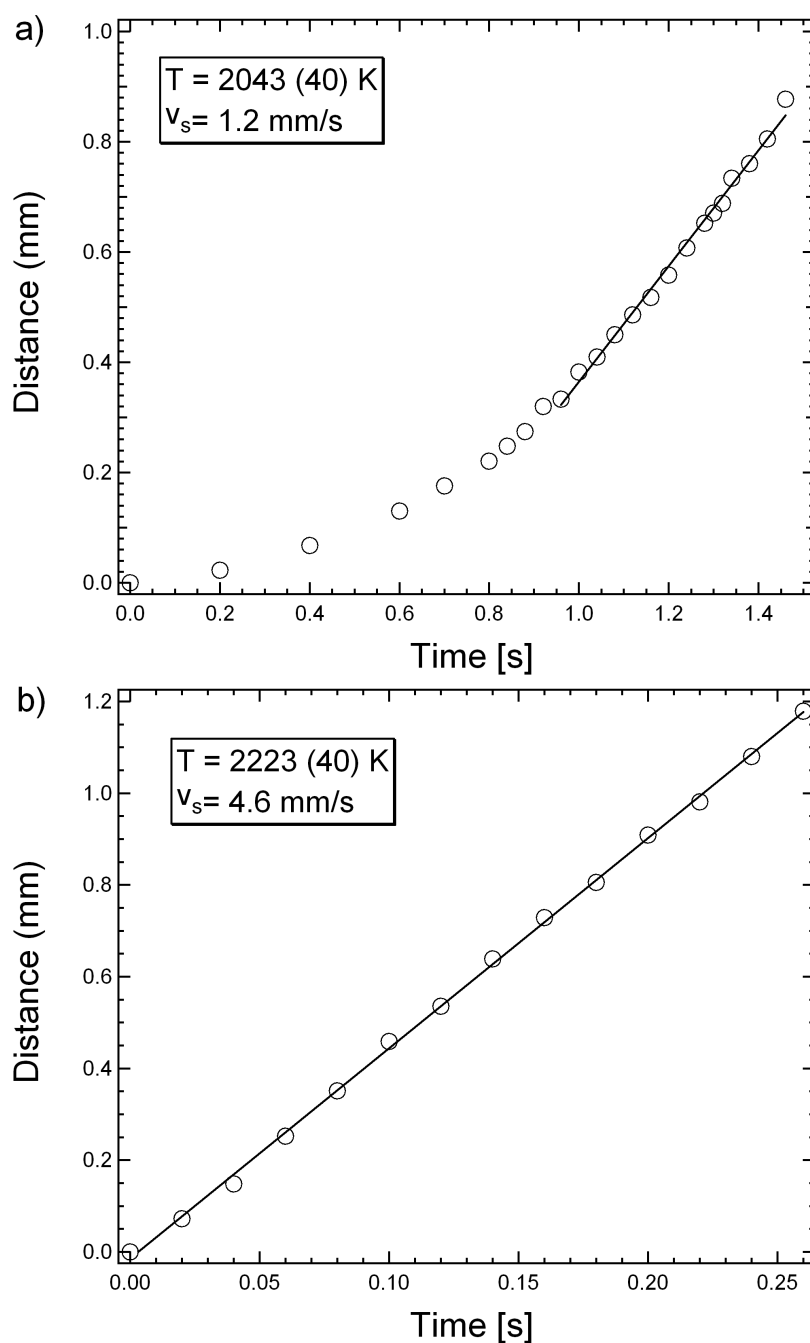 a)
1.0
T = 2043 (40) K
vs= 1.2 mm/s
0.8
0.6
Distance (mm)
0.4
0.2
0.0
0.0 0.2 0.4 0.6 0.8 1.0 1.2 1.4
Time [s]
b)
1.2
T = 2223 (40) K
vs= 4.6 mm/s
1.0
0.8
Distance (mm)
0.6
0.4
0.2
0.0
0.00 0.05 0.10 0.15 0.20 0.25
Time [s]